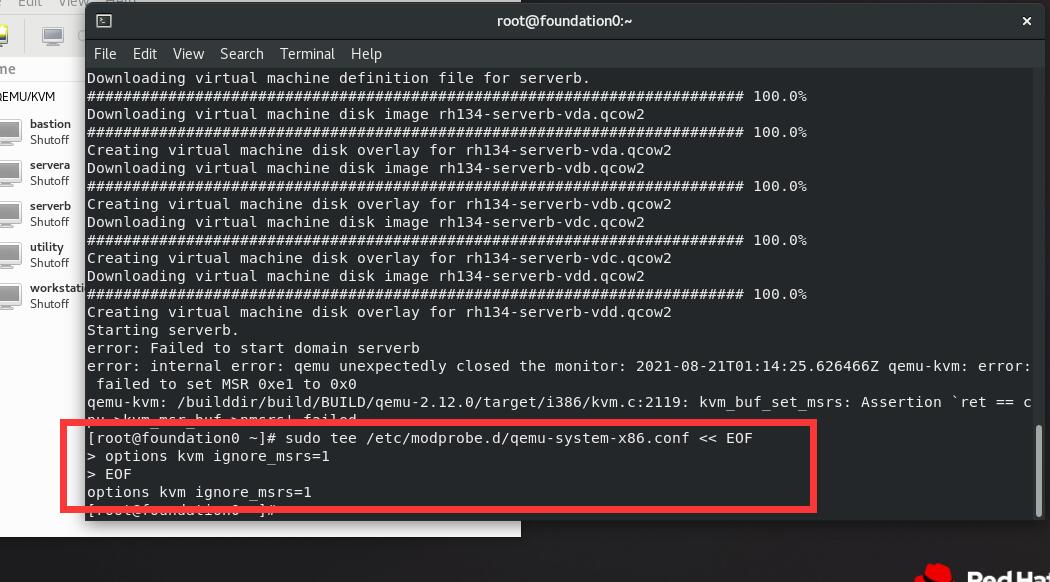 Edit View Help
root@foundation0:~
File Edit View Search Terminal Help
QEMU/KVM
bastion
Shutoff
servera
Shutoff
serverb
Shutoff
utility
Shutoff
workstati
Shutoff
Downloading virtual machine definition file for serverb.
######################################################################### 100.0%
Downloading virtual machine disk image rh134-serverb-vda.qcow2
######################################################################### 100.0%
Creating virtual machine disk overlay for rh134-serverb-vda.qcow2
Downloading virtual machine disk image rh134-serverb-vdb.qcow2
######################################################################### 100.0%
Creating virtual machine disk overlay for rh134-serverb-vdb.qcow2
Downloading virtual machine disk image rh134-serverb-vdc.qcow2
######################################################################### 100.0%
Creating virtual machine disk overlay for rh134-serverb-vdc.qcow2
Downloading virtual machine disk image rh134-serverb-vdd.qcow2
######################################################################### 100.0%
Creating virtual machine disk overlay for rh134-serverb-vdd.qcow2
Starting serverb.
error: Failed to start domain serverb
error: internal error: qemu unexpectedly closed the monitor: 2021-08-21T01:14:25.626466Z qemu-kvm: error:
 failed to set MSR 0xe1 to 0x0
qemu-kvm: /builddir/build/BUILD/qemu-2.12.0/target/i386/kvm.c:2119: kvm_buf_set_msrs: Assertion `ret == c
pu->kvm_msr_buf->nmsrs' failed
[root@foundation0 ~]# sudo tee /etc/modprobe.d/qemu-system-x86.conf << EOF
> options kvm ignore_msrs=1
> EOF
options kvm ignore_msrs=1
[root@foundation0 ~]#
Red Hat